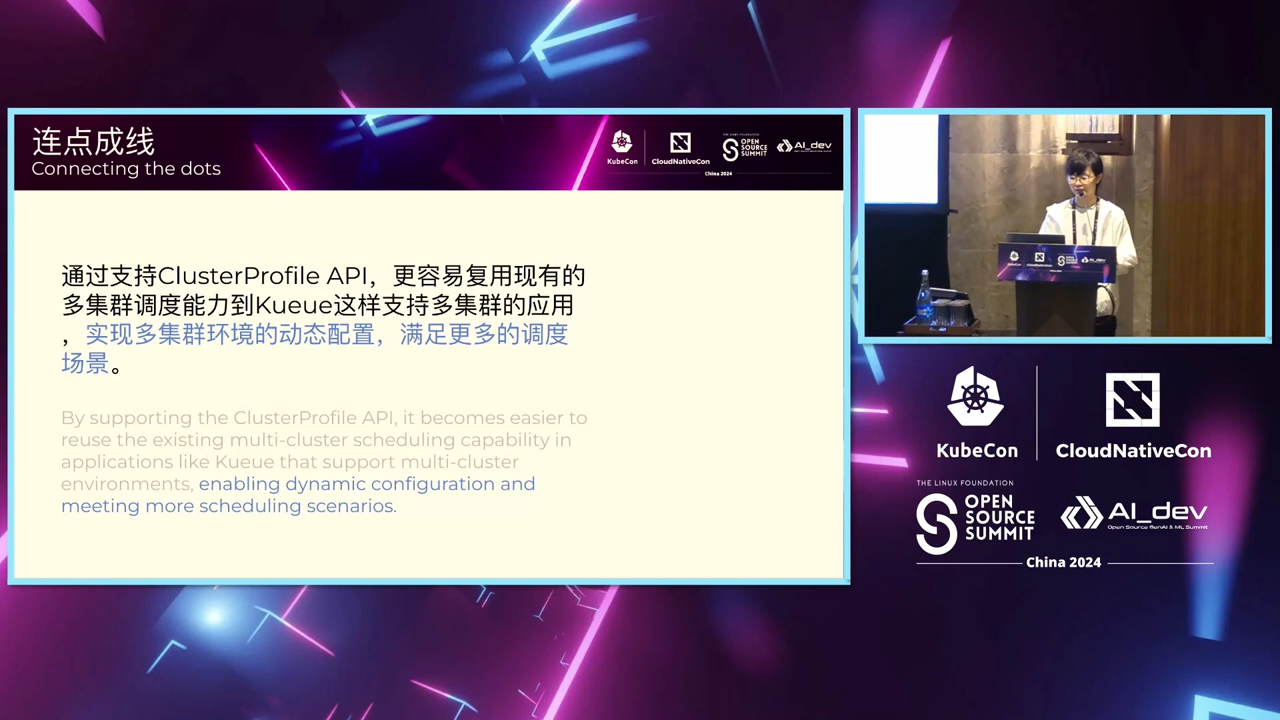 连点成线
Connecting the dots
KubeCon
CloudNativeCon
THE LINUX FOUNDATION
OPEN
SOURCE
SUMMIT
AI_dev
China 2024
通过支持ClusterProfile API，更容易复用现有的
多集群调度能力到Kueue这样支持多集群的应用
，实现多集群环境的动态配置，满足更多的调度
场景。
By supporting the ClusterProfile API, it becomes easier to
reuse the existing multi-cluster scheduling capability in
applications like Kueue that support multi-cluster
environments, enabling dynamic configuration and
meeting more scheduling scenarios.
KubeCon
CloudNativeCon
THE LINUX FOUNDATION
OPEN
SOURCE
SUMMIT
AI_dev
Open Source GenAI & ML Summit
China 2024